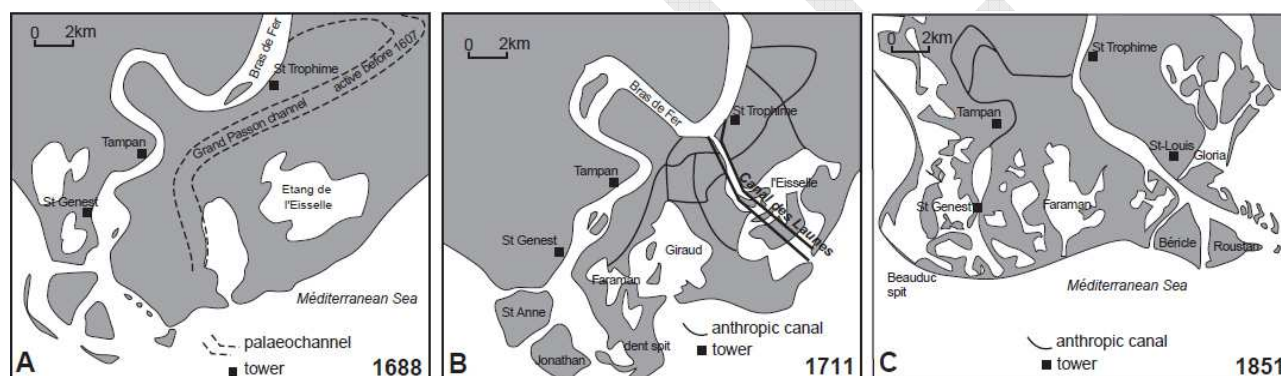 0 2km
Bras de Fer
St Trophime
active before 1607
Grand Passon channel
Tampan
Etang de
l'Eisselle
St Genest
Méditerranean Sea
palaeochannel
tower
A
1688
0 2km
Bras de Fer
St Trophime
Tampan
l'Eisselle
Canal des Launes
St Genest
Giraud
Faraman
St Anne
Jonathan
dent spit
anthropic canal
tower
B
1711
0 2km
St Trophime
Tampan
St-Louis
Gloria
St Genest
Faraman
Béricle
Roustan
Beauduc
spit
Méditerranean Sea
anthropic canal
tower
C
1851